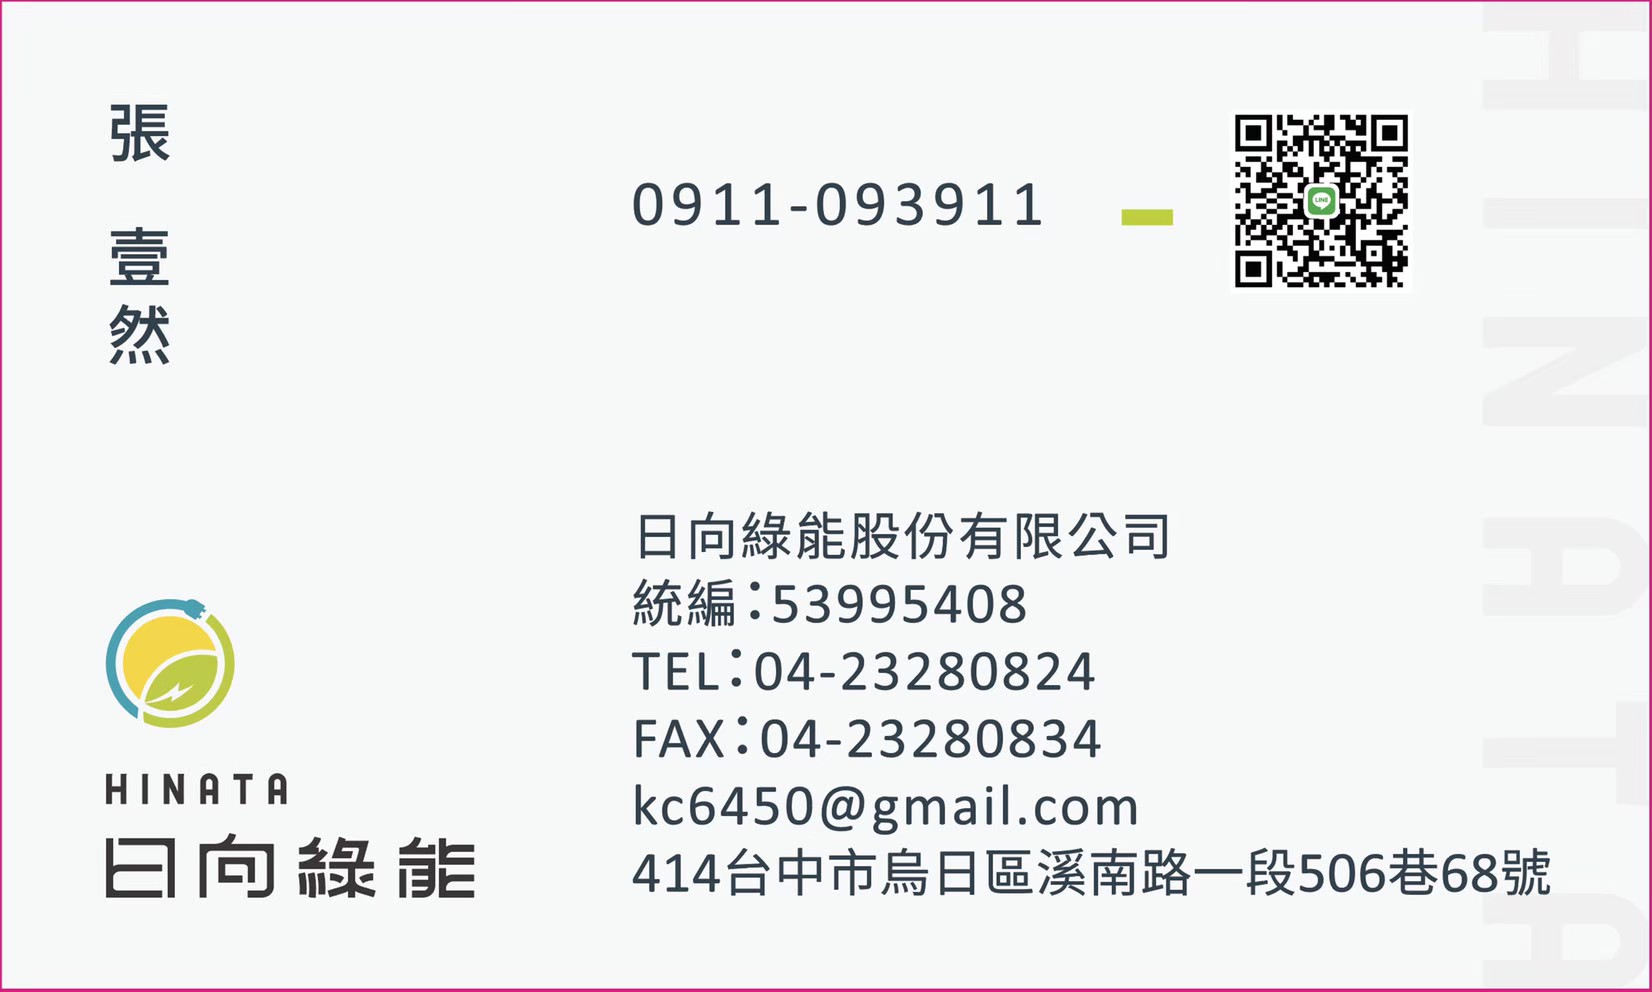 張 壹然
0911-093911
LINE
日向綠能股份有限公司
統編:53995408
TEL:04-23280824
FAX:04-23280834
kc6450@gmail.com
414台中市烏日區溪南路一段506巷68號
HINATA
日向綠能
HINATA